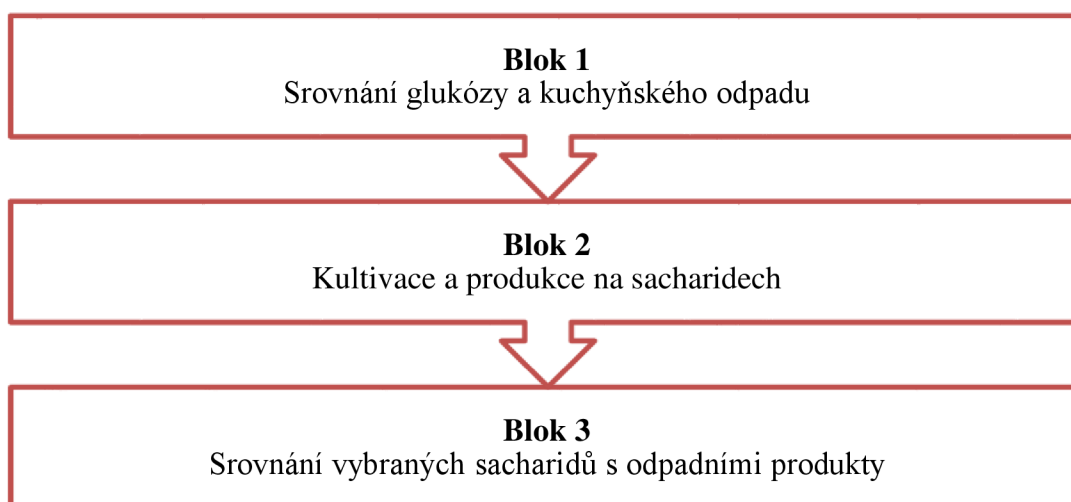 Blok 1
Srovnání glukózy a kuchyňského odpadu
Blok 2
Kultivace a produkce na sacharidech
Blok 3
Srovnání vybraných sacharidů s odpadními produkty